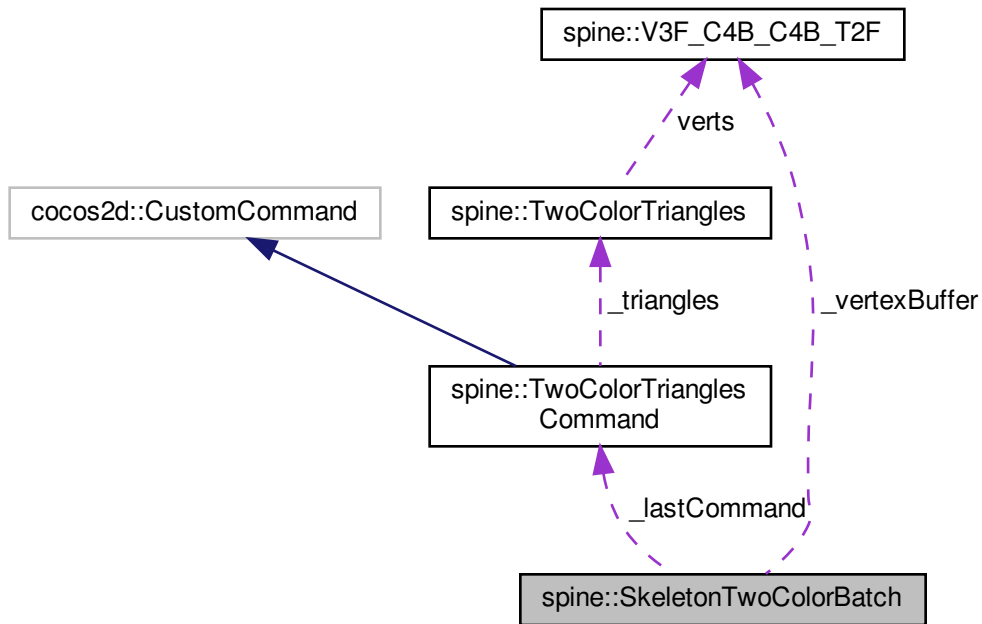 spine::V3F_C4B_C4B_T2F
verts
cocos2d::CustomCommand
spine::TwoColorTriangles
_triangles
_vertexBuffer
spine::TwoColorTriangles
Command
_lastCommand
spine::SkeletonTwoColorBatch